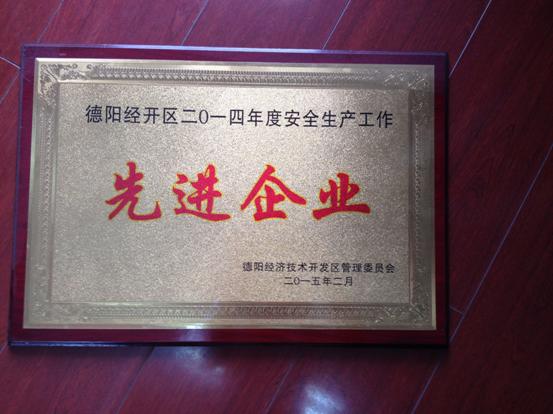 德阳经开区二0一四年度安全生产工作
先进企业
德阳经济技术开发区管理委员会
二0一五年二月